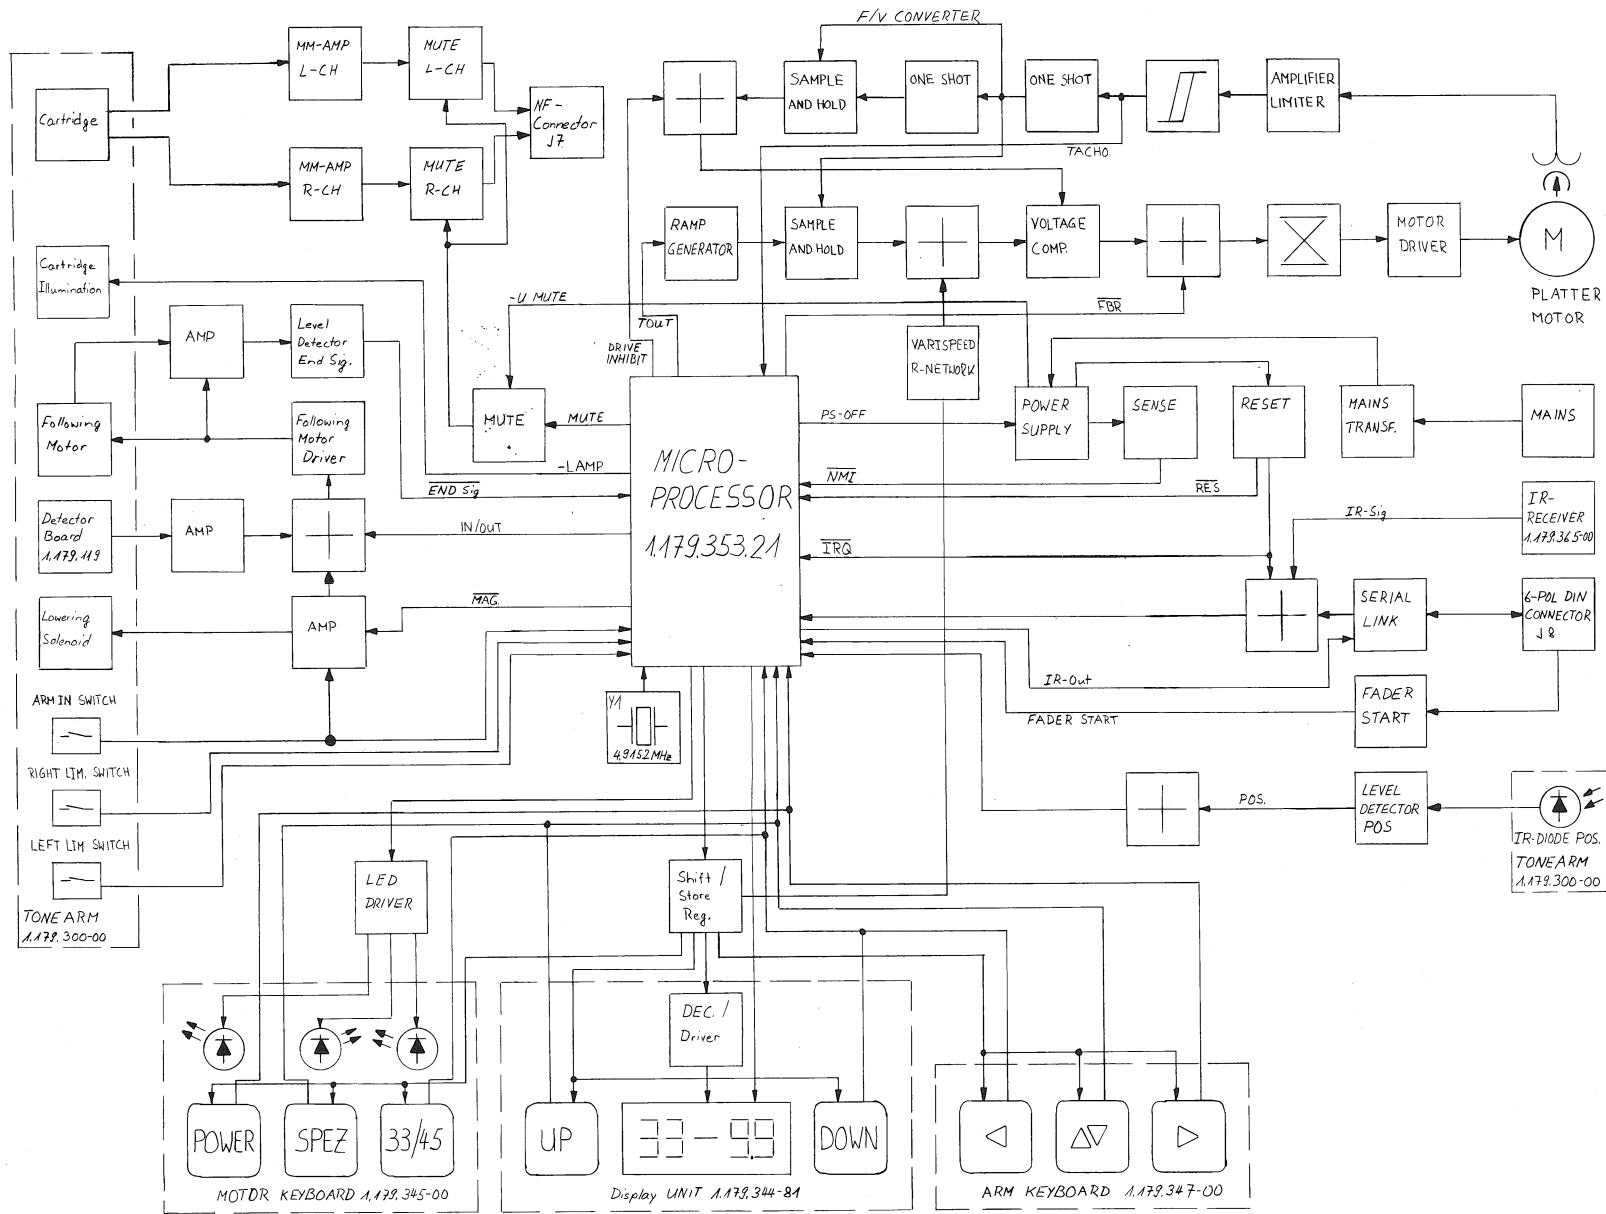 F/V CONVERTER
MM-AMP
L-CH
MUTE
L-CH
Cartridge
NF-
Connector
J7
MM-AMP
R-CH
MUTE
R-CH
SAMPLE
AND HOLD
ONE SHOT
ONE SHOT
AMPLIFIER
LIMITER
TACHO
RAMP
GENERATOR
SAMPLE
AND HOLD
VOLTAGE
COMP.
MOTOR
DRIVER
M
PLATTER
MOTOR
Cartridge
Illumination
-U MUTE
TOUT
FBR
DRIVE
INHIBIT
VARISPEED
R-NETWORK
AMP
Level
Detector
End Sig.
Following
Motor
Following
Motor
Driver
MUTE
MUTE
-LAMP
END Sig
MICRO-
PROCESSOR
1.179.353.21
PS-OFF
POWER
SUPPLY
SENSE
RESET
MAINS
TRANSF.
MAINS
NMI
RES
IR-Sig
IR-
RECEIVER
1.179.365-00
Detector
Board
1.179.119
AMP
IN/OUT
IRQ
MAG.
Lowering
Solenoid
AMP
SERIAL
LINK
6-POL DIN
CONNECTOR
J8
IR-Out
FADER START
FADER
START
ARM IN SWITCH
Y1
4,9152 MHz
RIGHT LIM. SWITCH
LEFT LIM SWITCH
TONEARM
1.179.300-00
POS.
LEVEL
DETECTOR
POS
IR-DIODE POS.
TONEARM
1.179.300-00
LED
DRIVER
Shift /
Store
Reg.
DEC. /
Driver
POWER
SPEZ
33/45
UP
33-9.9
DOWN
MOTOR KEYBOARD 1.179.345-00
Display UNIT 1.179.344-81
ARM KEYBOARD 1.179.347-00